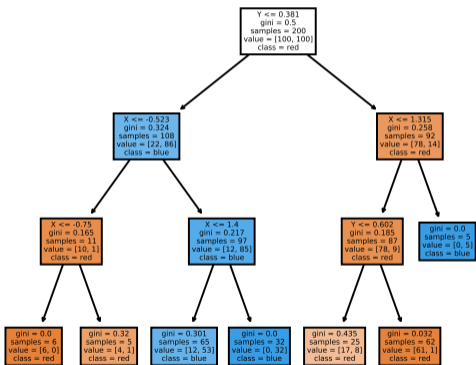 Y <= 0.381
gini = 0.5
samples = 200
value = [100, 100]
class = red
X <= -0.523
gini = 0.324
samples = 108
value = [22, 86]
class = blue
X <= 1.315
gini = 0.258
samples = 92
value = [78, 14]
class = red
X <= -0.75
gini = 0.165
samples = 11
value = [10, 1]
class = red
X <= 1.4
gini = 0.217
samples = 97
value = [12, 85]
class = blue
Y <= 0.602
gini = 0.185
samples = 87
value = [78, 9]
class = red
gini = 0.0
samples = 5
value = [0, 5]
class = blue
gini = 0.0
samples = 6
value = [6, 0]
class = red
gini = 0.32
samples = 5
value = [4, 1]
class = red
gini = 0.301
samples = 65
value = [12, 53]
class = blue
gini = 0.0
samples = 32
value = [0, 32]
class = blue
gini = 0.435
samples = 25
value = [17, 8]
class = red
gini = 0.032
samples = 62
value = [61, 1]
class = red